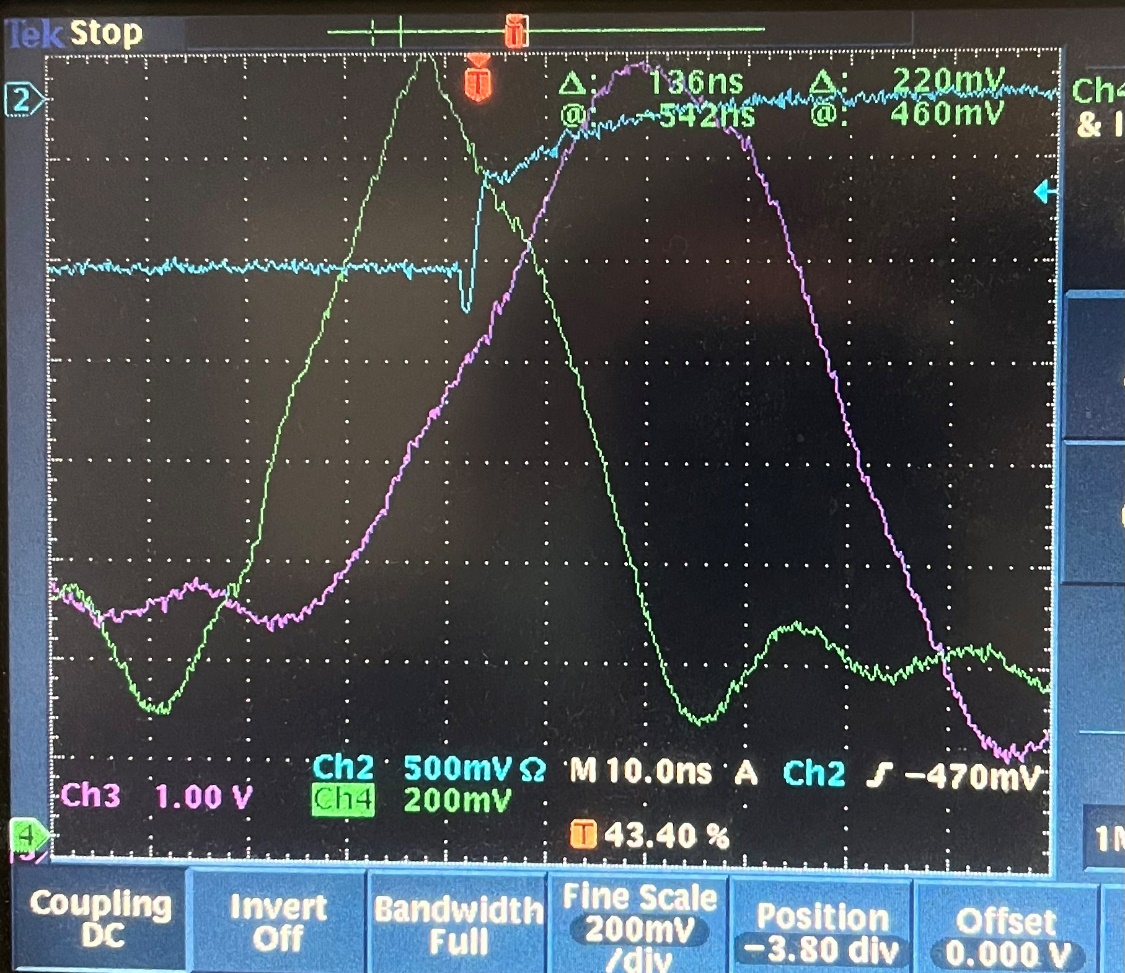 Tek Stop
T
T
2
Δ: 136ns Δ: 220mV
@: -542ns @: 460mV
Ch4
& I
Ch2 500mV Ω M 10.0ns A Ch2 ƒ -470mV
Ch3 1.00 V Ch4 200mV
T 43.40 %
4
1M
Coupling
DC
Invert
Off
Bandwidth
Full
Fine Scale
200mV
/div
Position
-3.80 div
Offset
0.000 V